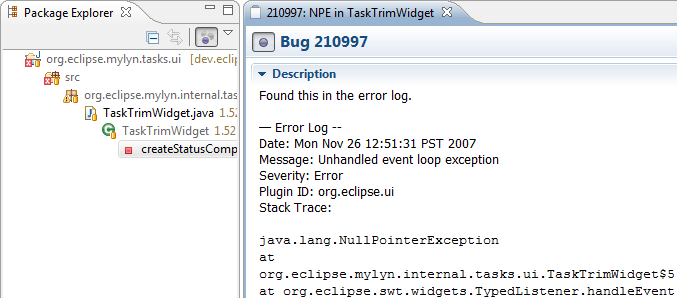 Package Explorer
org.eclipse.mylyn.tasks.ui [dev.eclip
src
org.eclipse.mylyn.internal.tas
TaskTrimWidget.java 1.52
TaskTrimWidget 1.52
createStatusComp
210997: NPE in TaskTrimWidget
Bug 210997
Description
Found this in the error log.
— Error Log --
Date: Mon Nov 26 12:51:31 PST 2007
Message: Unhandled event loop exception
Severity: Error
Plugin ID: org.eclipse.ui
Stack Trace:
java.lang.NullPointerException
at
org.eclipse.mylyn.internal.tasks.ui.TaskTrimWidget$5
at org.eclipse.swt.widgets.TypedListener.handleEvent